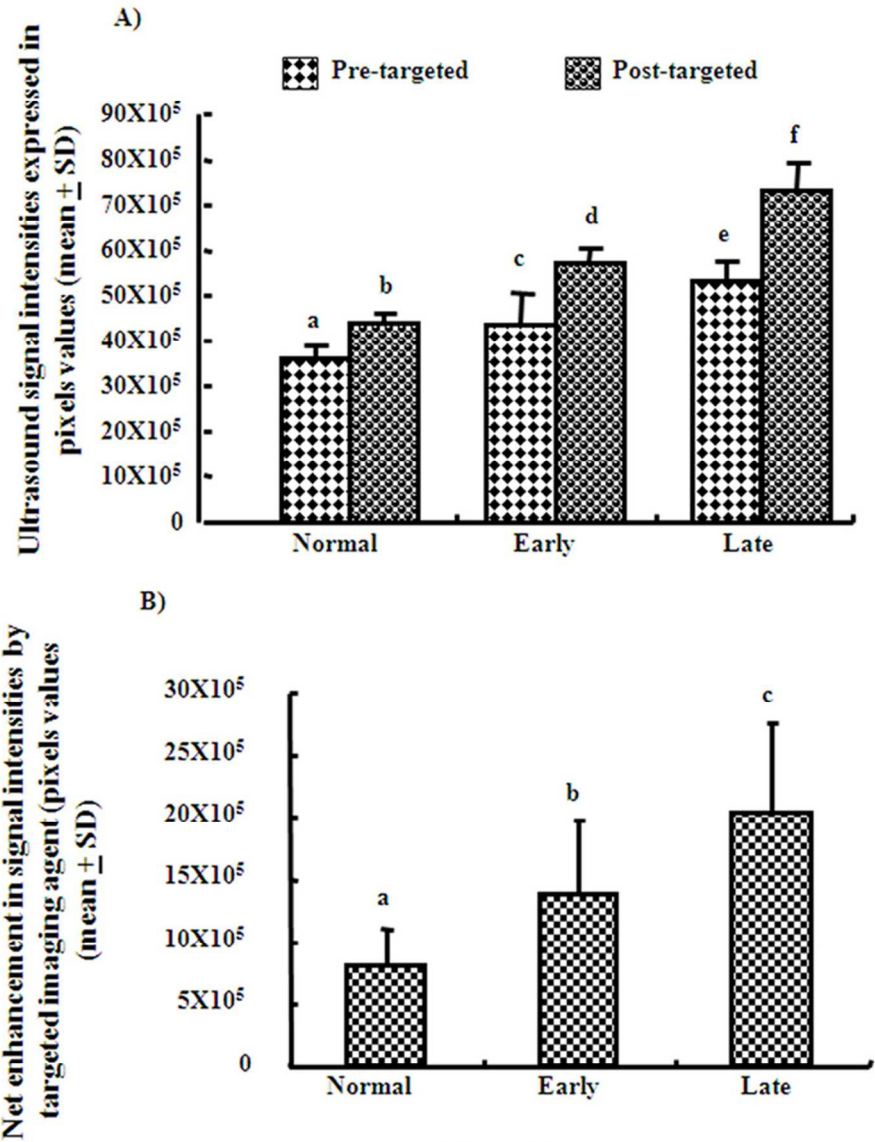 A)
Pre-targeted Post-targeted
Ultrasound signal intensities expressed in
pixels values (mean ± SD)
90X10⁵
80X10⁵
70X10⁵
60X10⁵
50X10⁵
40X10⁵
30X10⁵
20X10⁵
10X10⁵
0
a
b
c
d
e
f
Normal Early Late
B)
Net enhancement in signal intensities by
targeted imaging agent (pixels values
(mean ± SD)
30X10⁵
25X10⁵
20X10⁵
15X10⁵
10X10⁵
5X10⁵
0
a
b
c
Normal Early Late